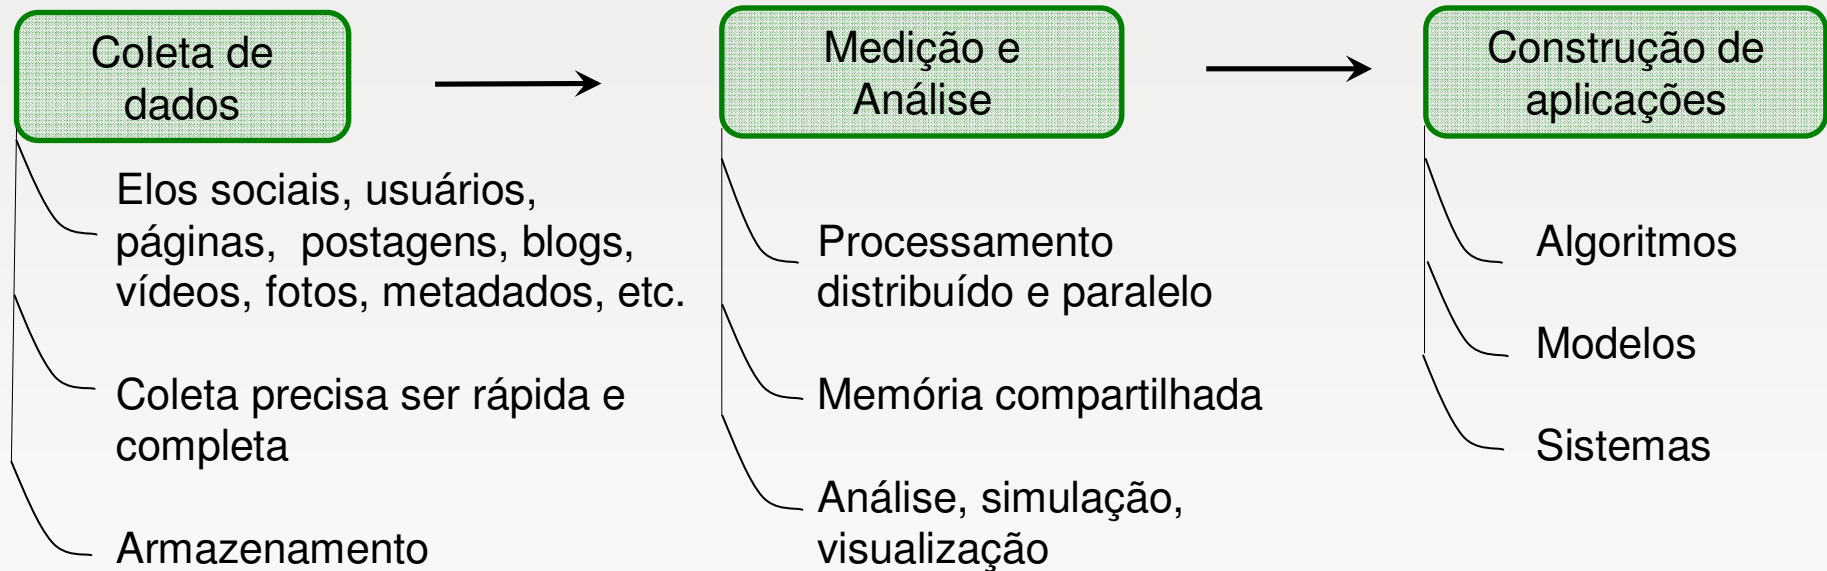 Coleta de
dados
Elos sociais, usuários,
páginas, postagens, blogs,
vídeos, fotos, metadados, etc.
Coleta precisa ser rápida e
completa
Armazenamento
Medição e
Análise
Processamento
distribuído e paralelo
Memória compartilhada
Análise, simulação,
visualização
Construção de
aplicações
Algoritmos
Modelos
Sistemas